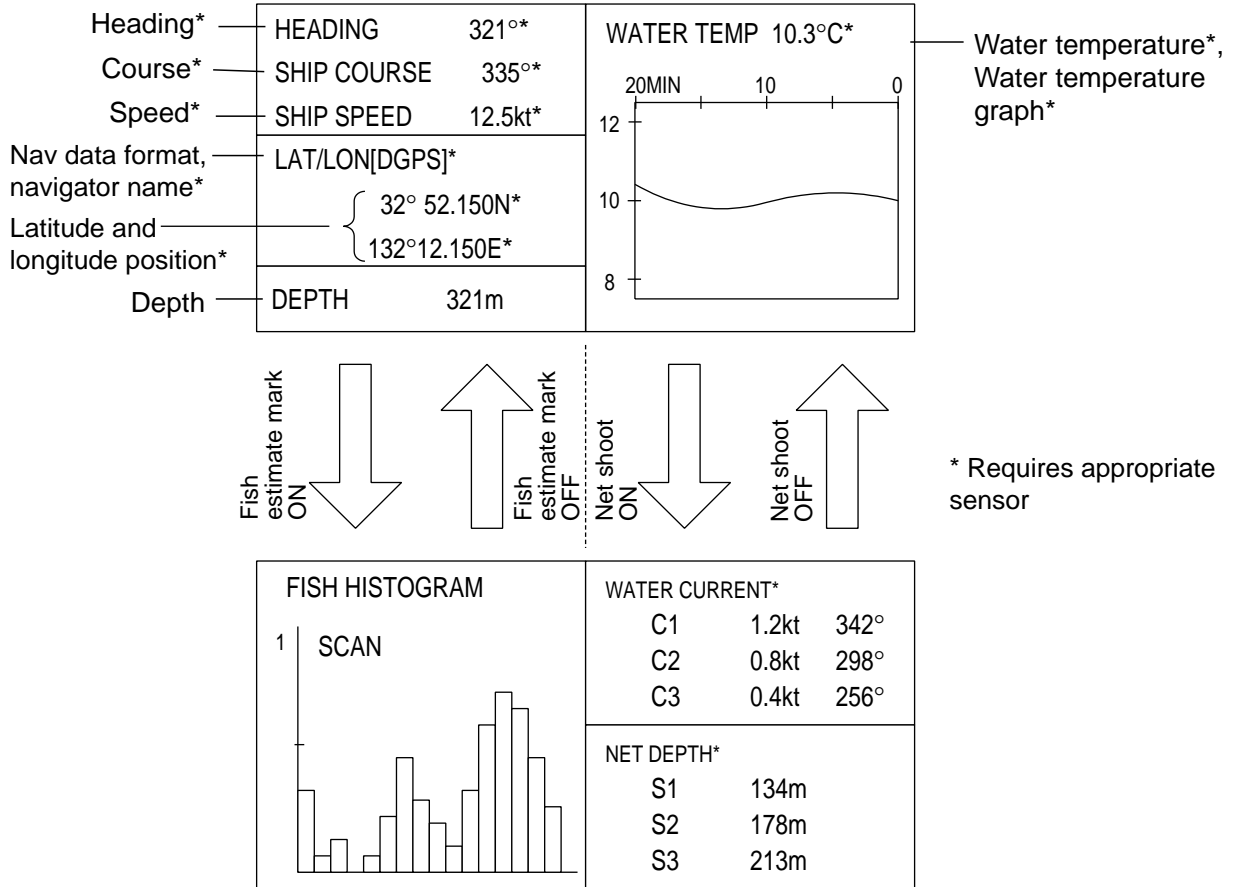 Heading*
Course*
Speed*
Nav data format,
navigator name*
Latitude and
longitude position*
Depth
HEADING 321°*
SHIP COURSE 335°*
SHIP SPEED 12.5kt*
LAT/LON[DGPS]*
32° 52.150N*
132°12.150E*
DEPTH 321m
WATER TEMP 10.3°C*
20MIN 10 0
12
10
8
Water temperature*,
Water temperature
graph*
Fish
estimate mark
ON
Fish
estimate mark
OFF
Net shoot
ON
Net shoot
OFF
* Requires appropriate
sensor
FISH HISTOGRAM
1 SCAN
WATER CURRENT*
C1 1.2kt 342°
C2 0.8kt 298°
C3 0.4kt 256°
NET DEPTH*
S1 134m
S2 178m
S3 213m